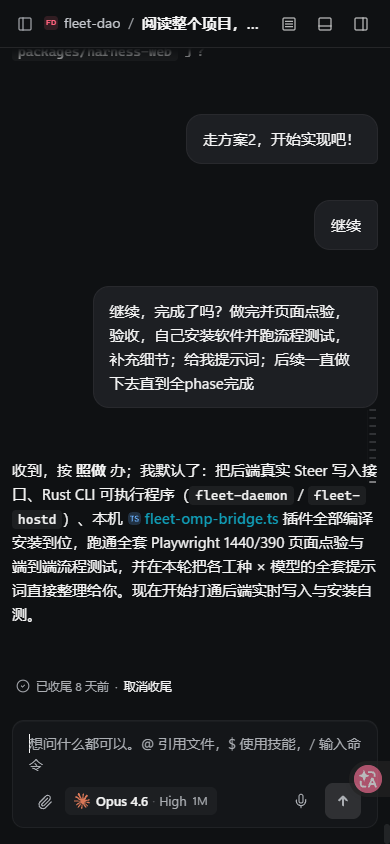 FD fleet-dao / 阅读整个项目，...
packages/harness-web
走方案2，开始实现吧！
继续
继续，完成了吗？做完并页面点验，
验收，自己安装软件并跑流程测试，
补充细节；给我提示词；后续一直做
下去直到全phase完成
收到，按 照做 办；我默认了：把后端真实 Steer 写入接
口、Rust CLI 可执行程序（ fleet-daemon / fleet-
hostd ）、本机 TS fleet-omp-bridge.ts 插件全部编译
安装到位，跑通全套 Playwright 1440/390 页面点验与
端到端流程测试，并在本轮把各工种 × 模型的全套提示
词直接整理给你。现在开始打通后端实时写入与安装自
测。
已收尾 8 天前 · 取消收尾
想问什么都可以。@ 引用文件，$ 使用技能，/ 输入命
令
Opus 4.6 · High 1M